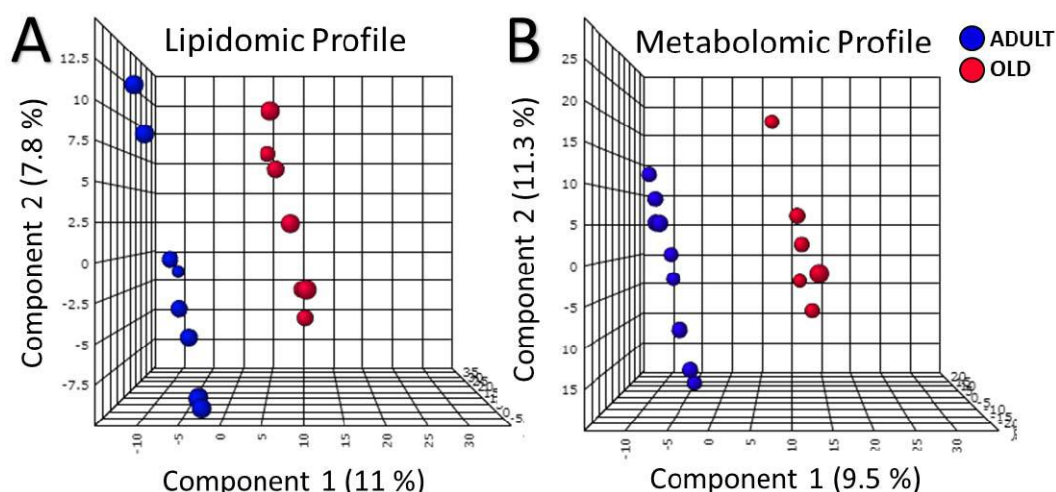 A Lipidomic Profile
12.5
10
7.5
5
2.5
0
-2.5
-5
-7.5
Component 2 (7.8 %)
-10 -5 0 5 10 15 20 25 30
Component 1 (11 %)
B Metabolomic Profile
25
20
15
10
5
0
-5
10
15
Component 2 (11.3 %)
-10 -5 0 5 10 15 20 25 30
Component 1 (9.5 %)
ADULT
OLD